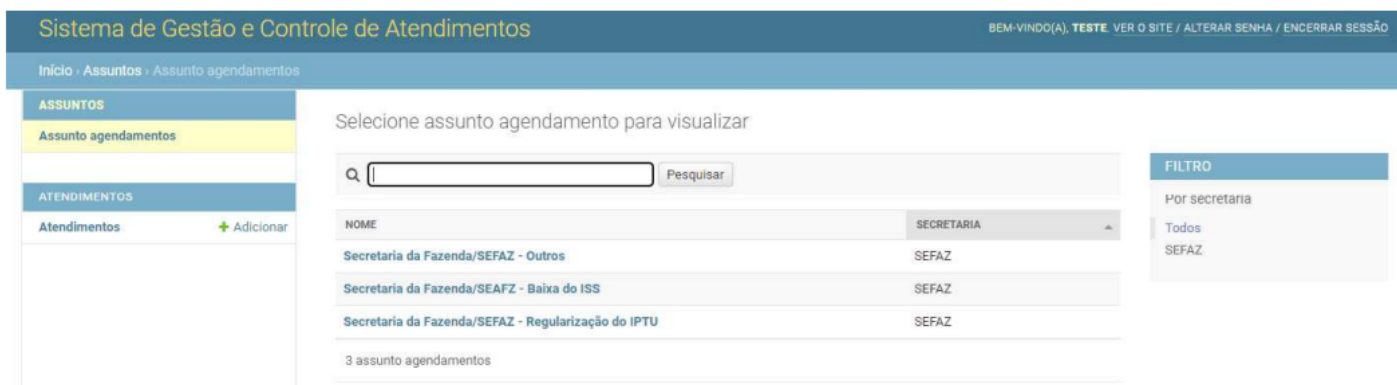 Sistema de Gestão e Controle de Atendimentos
BEM-VINDO(A), TESTE. VER O SITE / ALTERAR SENHA / ENCERRAR SESSÃO
Início › Assuntos › Assunto agendamentos
ASSUNTOS
Assunto agendamentos
ATENDIMENTOS
Atendimentos + Adicionar
Selecione assunto agendamento para visualizar
Pesquisar
NOME SECRETARIA
Secretaria da Fazenda/SEFAZ - Outros SEFAZ
Secretaria da Fazenda/SEAFZ - Baixa do ISS SEFAZ
Secretaria da Fazenda/SEFAZ - Regularização do IPTU SEFAZ
3 assunto agendamentos
FILTRO
Por secretaria
Todos
SEFAZ